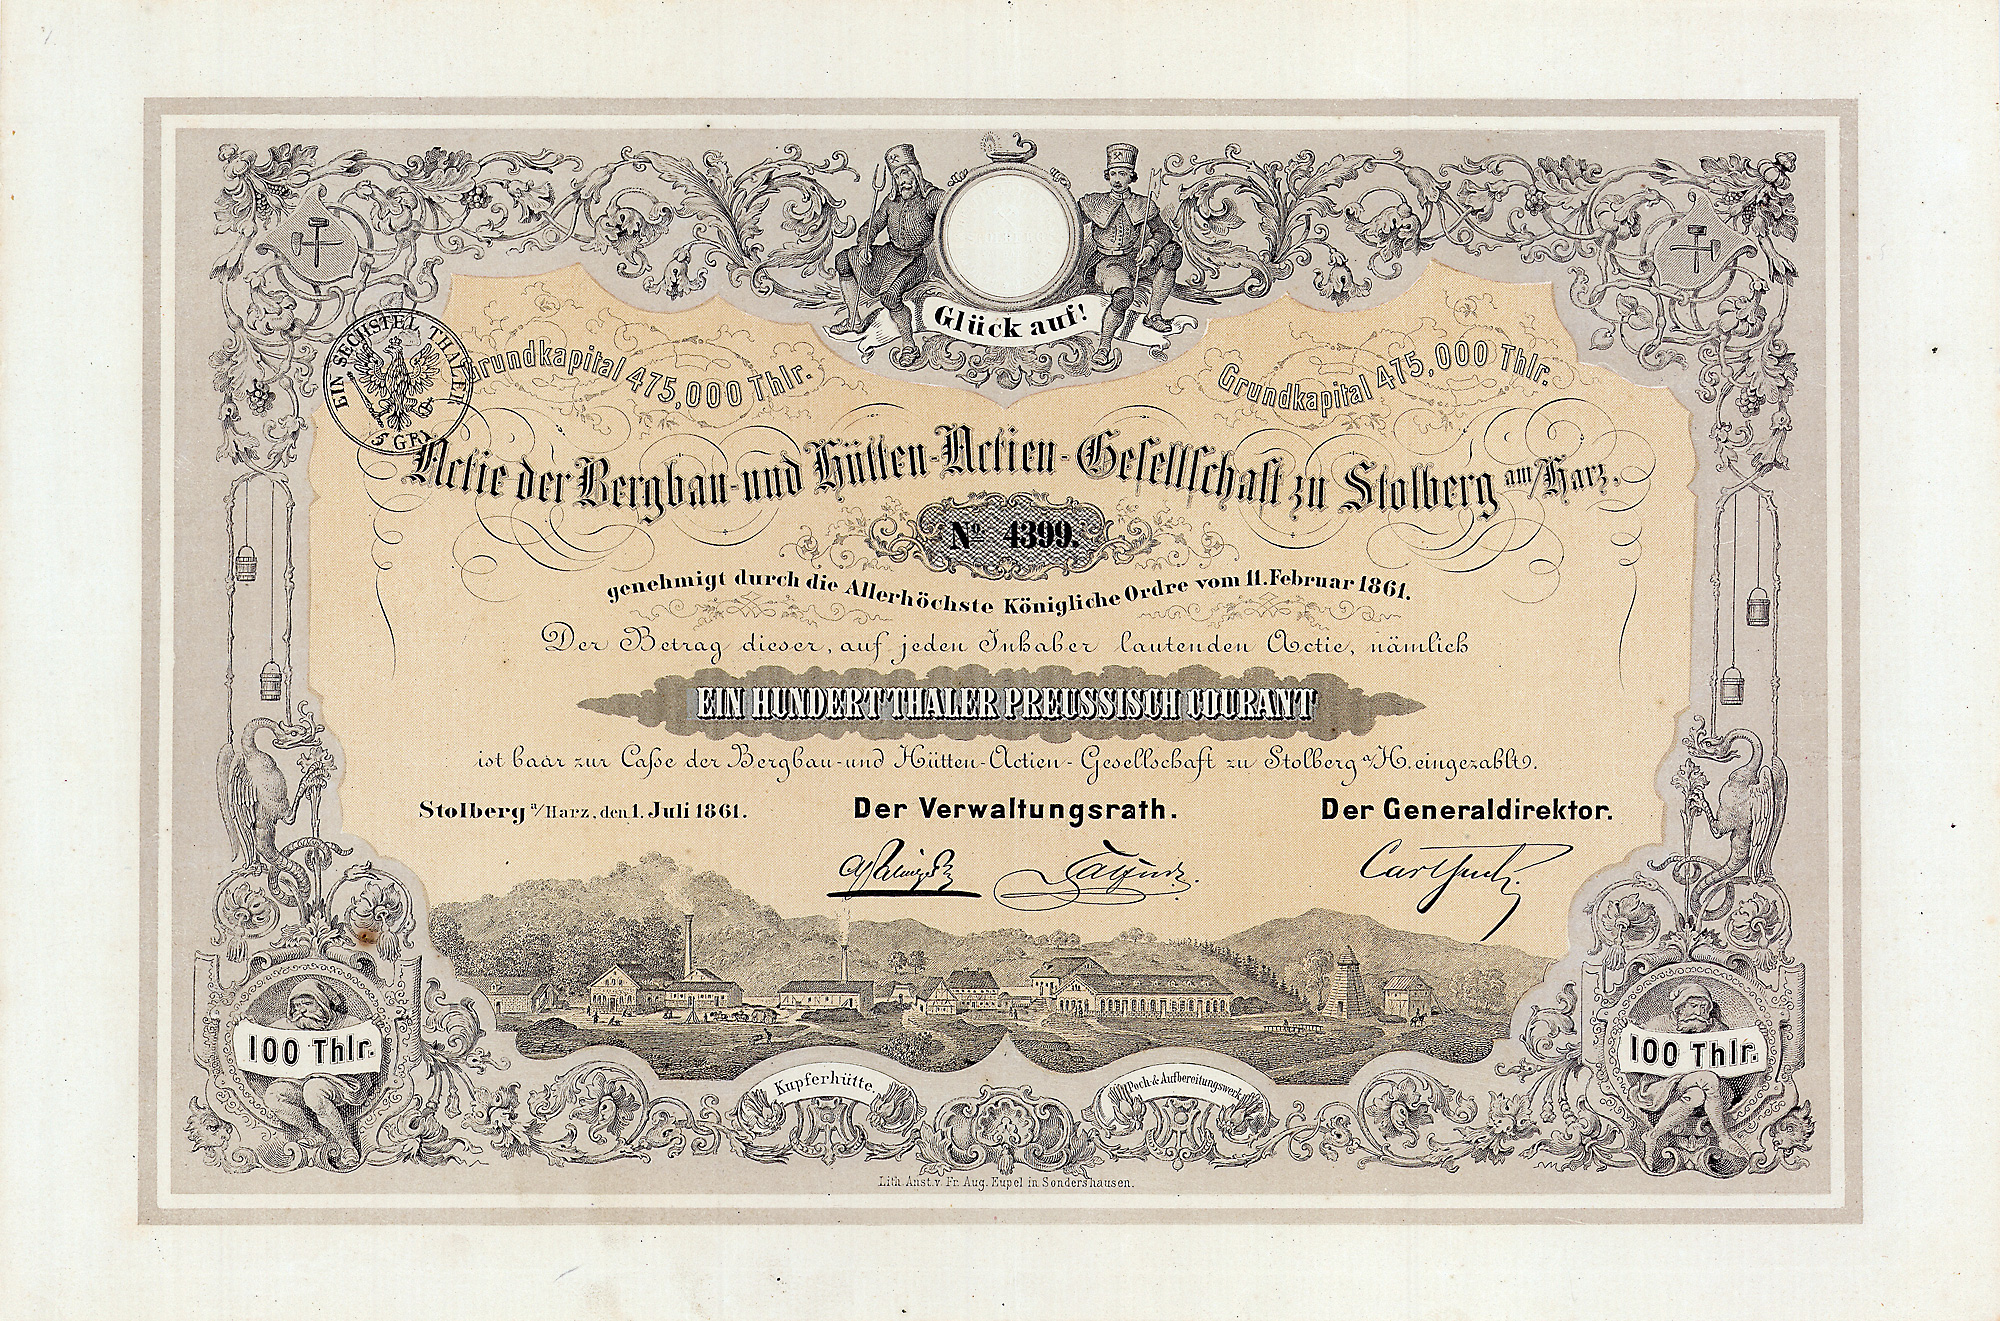 Glück auf!
EIN SECHSTEL THALER
5 GR.
Grundkapital 475,000 Thlr.
Grundkapital 475,000 Thlr.
Actie der Bergbau- und Hütten-Actien-Gesellschaft zu Stolberg am/Harz.
No. 4399.
genehmigt durch die Allerhöchste Königliche Ordre vom 11. Februar 1861.
Der Betrag dieser, auf jeden Inhaber lautenden Actie, nämlich
EIN HUNDERT THALER PREUSSISCH COURANT
ist baar zur Casse der Bergbau- und Hütten-Actien-Gesellschaft zu Stolberg a/H. eingezahlt.
Stolberg a/Harz, den 1. Juli 1861.
Der Verwaltungsrath.
Der Generaldirektor.
100 Thlr.
100 Thlr.
Kupferhütte.
Poch- & Aufbereitungswerk
Lith. Anst. v. Fr. Aug. Eupel in Sondershausen.